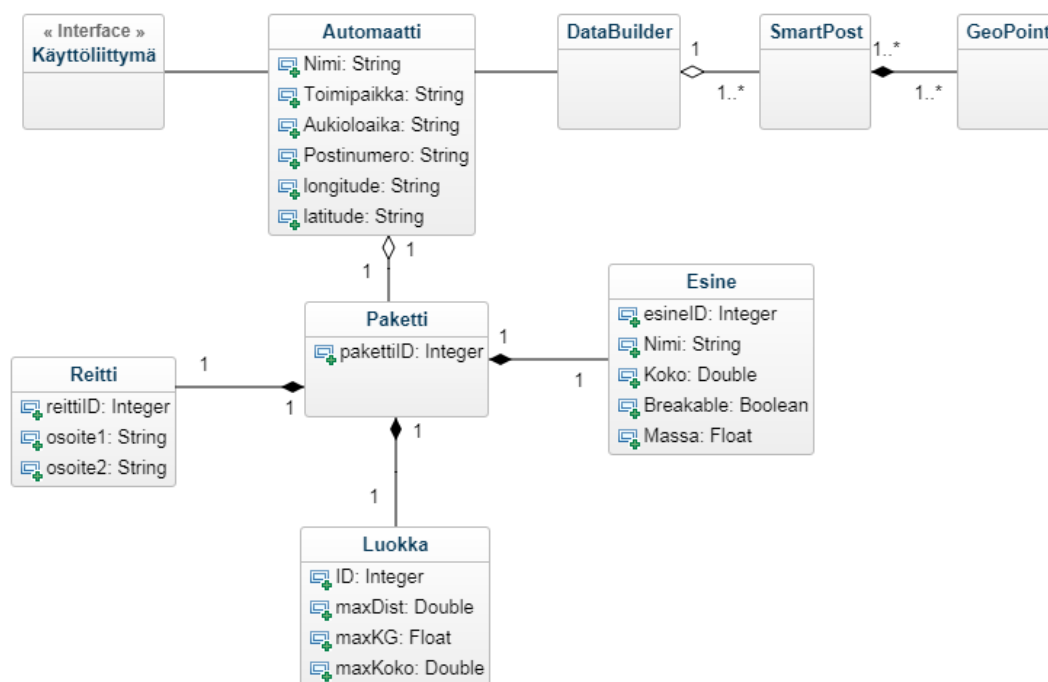 « Interface »
Käyttöliittymä
Automaatti
Nimi: String
Toimipaikka: String
Aukioloaika: String
Postinumero: String
longitude: String
latitude: String
DataBuilder
1
1..*
SmartPost
1..*
1..*
GeoPoint
1
1
Paketti
pakettiID: Integer
1
1
Esine
esineID: Integer
Nimi: String
Koko: Double
Breakable: Boolean
Massa: Float
Reitti
reittiID: Integer
osoite1: String
osoite2: String
1
1
1
1
Luokka
ID: Integer
maxDist: Double
maxKG: Float
maxKoko: Double